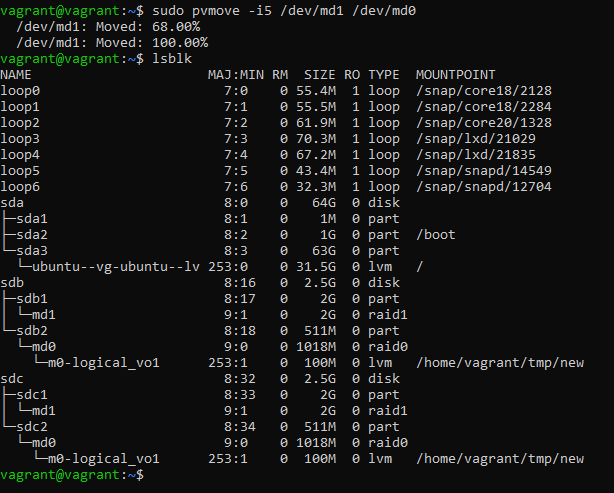 vagrant@vagrant:~$ sudo pvmove -i5 /dev/md1 /dev/md0
  /dev/md1: Moved: 68.00%
  /dev/md1: Moved: 100.00%
vagrant@vagrant:~$ lsblk
NAME                      MAJ:MIN RM  SIZE RO TYPE  MOUNTPOINT
loop0                       7:0    0 55.4M  1 loop  /snap/core18/2128
loop1                       7:1    0 55.5M  1 loop  /snap/core18/2284
loop2                       7:2    0 61.9M  1 loop  /snap/core20/1328
loop3                       7:3    0 70.3M  1 loop  /snap/lxd/21029
loop4                       7:4    0 67.2M  1 loop  /snap/lxd/21835
loop5                       7:5    0 43.4M  1 loop  /snap/snapd/14549
loop6                       7:6    0 32.3M  1 loop  /snap/snapd/12704
sda                         8:0    0   64G  0 disk
├─sda1                      8:1    0    1M  0 part
├─sda2                      8:2    0    1G  0 part  /boot
└─sda3                      8:3    0   63G  0 part
  └─ubuntu--vg-ubuntu--lv 253:0    0 31.5G  0 lvm   /
sdb                         8:16   0  2.5G  0 disk
├─sdb1                      8:17   0    2G  0 part
│ └─md1                     9:1    0    2G  0 raid1
└─sdb2                      8:18   0  511M  0 part
  └─md0                     9:0    0 1018M  0 raid0
    └─m0-logical_vo1      253:1    0  100M  0 lvm   /home/vagrant/tmp/new
sdc                         8:32   0  2.5G  0 disk
├─sdc1                      8:33   0    2G  0 part
│ └─md1                     9:1    0    2G  0 raid1
└─sdc2                      8:34   0  511M  0 part
  └─md0                     9:0    0 1018M  0 raid0
    └─m0-logical_vo1      253:1    0  100M  0 lvm   /home/vagrant/tmp/new
vagrant@vagrant:~$